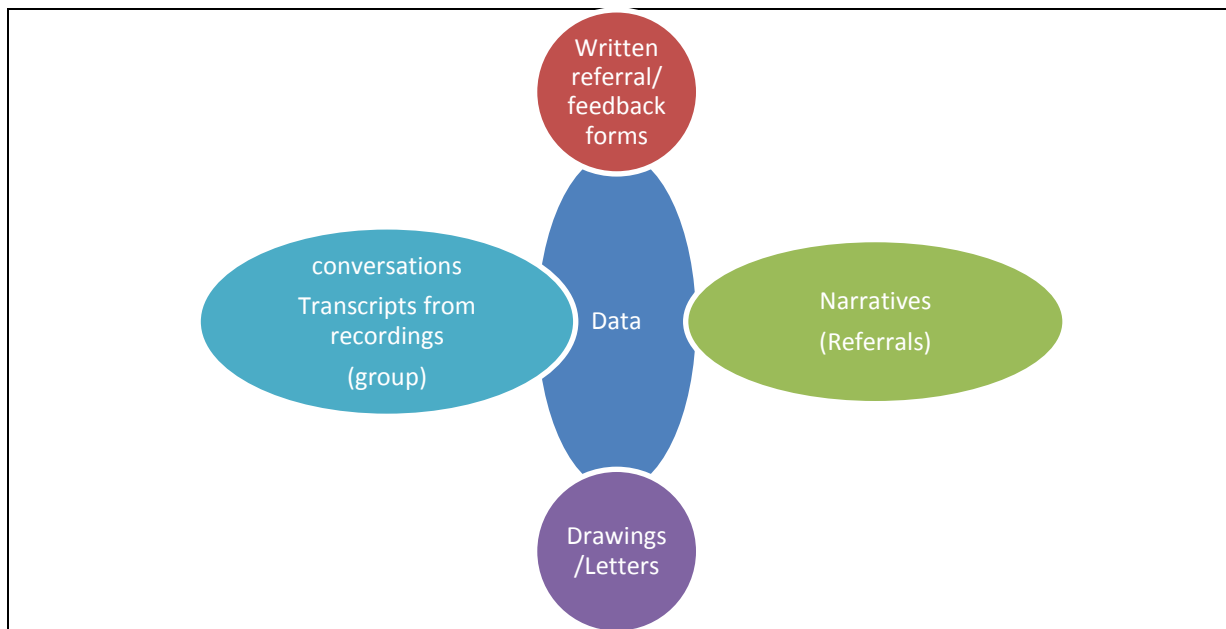 Written
referral/
feedback
forms
conversations
Transcripts from
recordings
(group)
Data
Narratives
(Referrals)
Drawings
/Letters